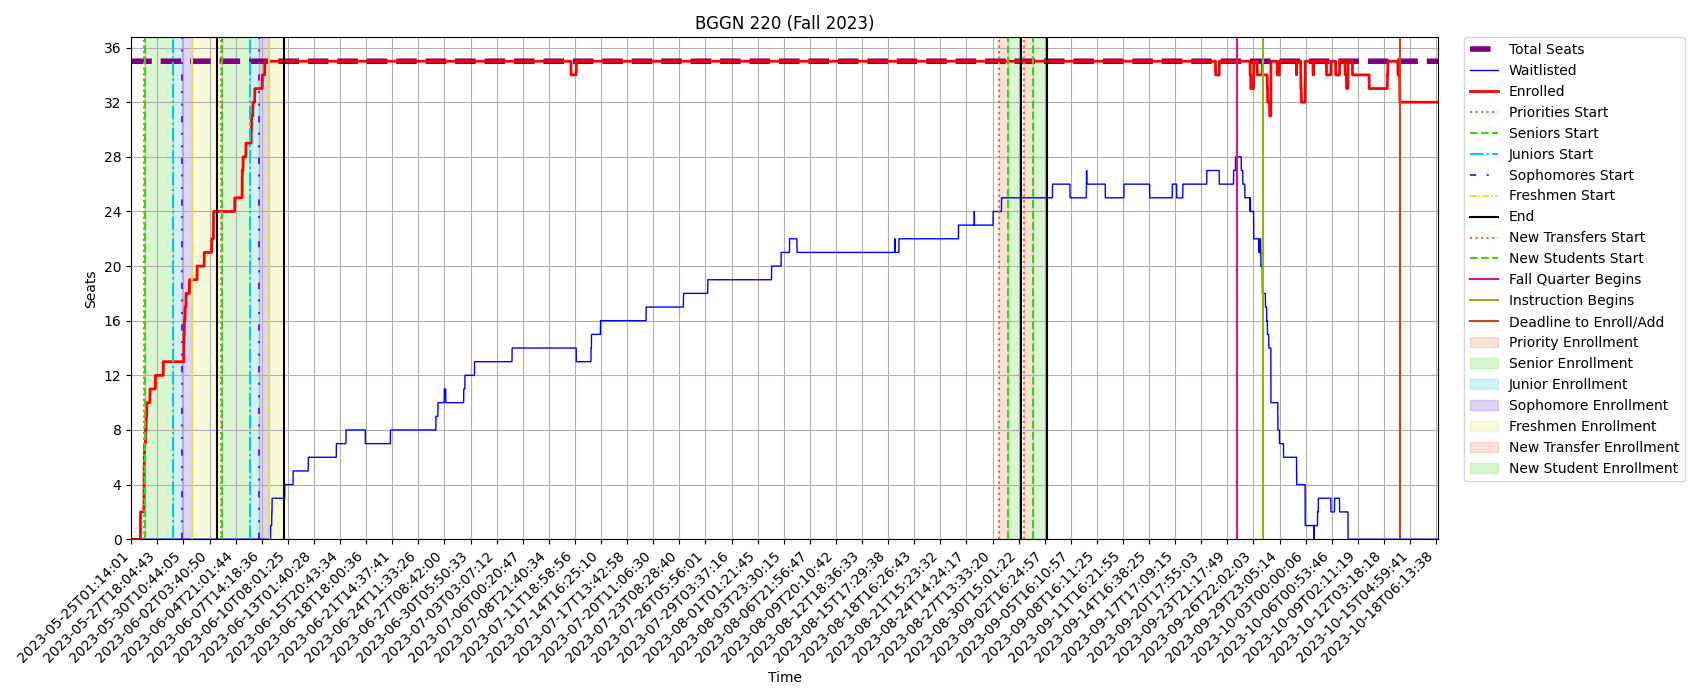 BGGN 220 (Fall 2023)
36
32
28
24
20
16
12
8
4
0
Seats
2023-05-25T01:14:01
2023-05-27T18:04:43
2023-05-30T10:44:05
2023-06-02T03:40:50
2023-06-04T21:01:44
2023-06-07T14:18:36
2023-06-10T08:01:25
2023-06-13T01:40:28
2023-06-15T20:43:34
2023-06-18T18:00:36
2023-06-21T14:37:41
2023-06-24T11:33:26
2023-06-27T08:42:00
2023-06-30T05:50:33
2023-07-03T03:07:12
2023-07-06T00:20:47
2023-07-08T21:40:34
2023-07-11T18:58:56
2023-07-14T16:25:10
2023-07-17T13:42:58
2023-07-20T11:06:30
2023-07-23T08:28:40
2023-07-26T05:56:01
2023-07-29T03:37:16
2023-08-01T01:21:45
2023-08-03T23:30:15
2023-08-06T21:56:47
2023-08-09T20:10:42
2023-08-12T18:36:33
2023-08-15T17:29:38
2023-08-18T16:26:43
2023-08-21T15:23:32
2023-08-24T14:24:17
2023-08-27T13:33:20
2023-08-30T15:01:22
2023-09-02T16:24:57
2023-09-05T16:10:57
2023-09-08T16:11:25
2023-09-11T16:21:55
2023-09-14T16:38:25
2023-09-17T17:09:15
2023-09-20T17:55:03
2023-09-23T21:17:49
2023-09-26T22:02:03
2023-09-29T23:05:14
2023-10-03T00:00:06
2023-10-06T00:53:46
2023-10-09T02:11:19
2023-10-12T03:18:18
2023-10-15T04:59:41
2023-10-18T06:13:38
Time
Total Seats
Waitlisted
Enrolled
Priorities Start
Seniors Start
Juniors Start
Sophomores Start
Freshmen Start
End
New Transfers Start
New Students Start
Fall Quarter Begins
Instruction Begins
Deadline to Enroll/Add
Priority Enrollment
Senior Enrollment
Junior Enrollment
Sophomore Enrollment
Freshmen Enrollment
New Transfer Enrollment
New Student Enrollment